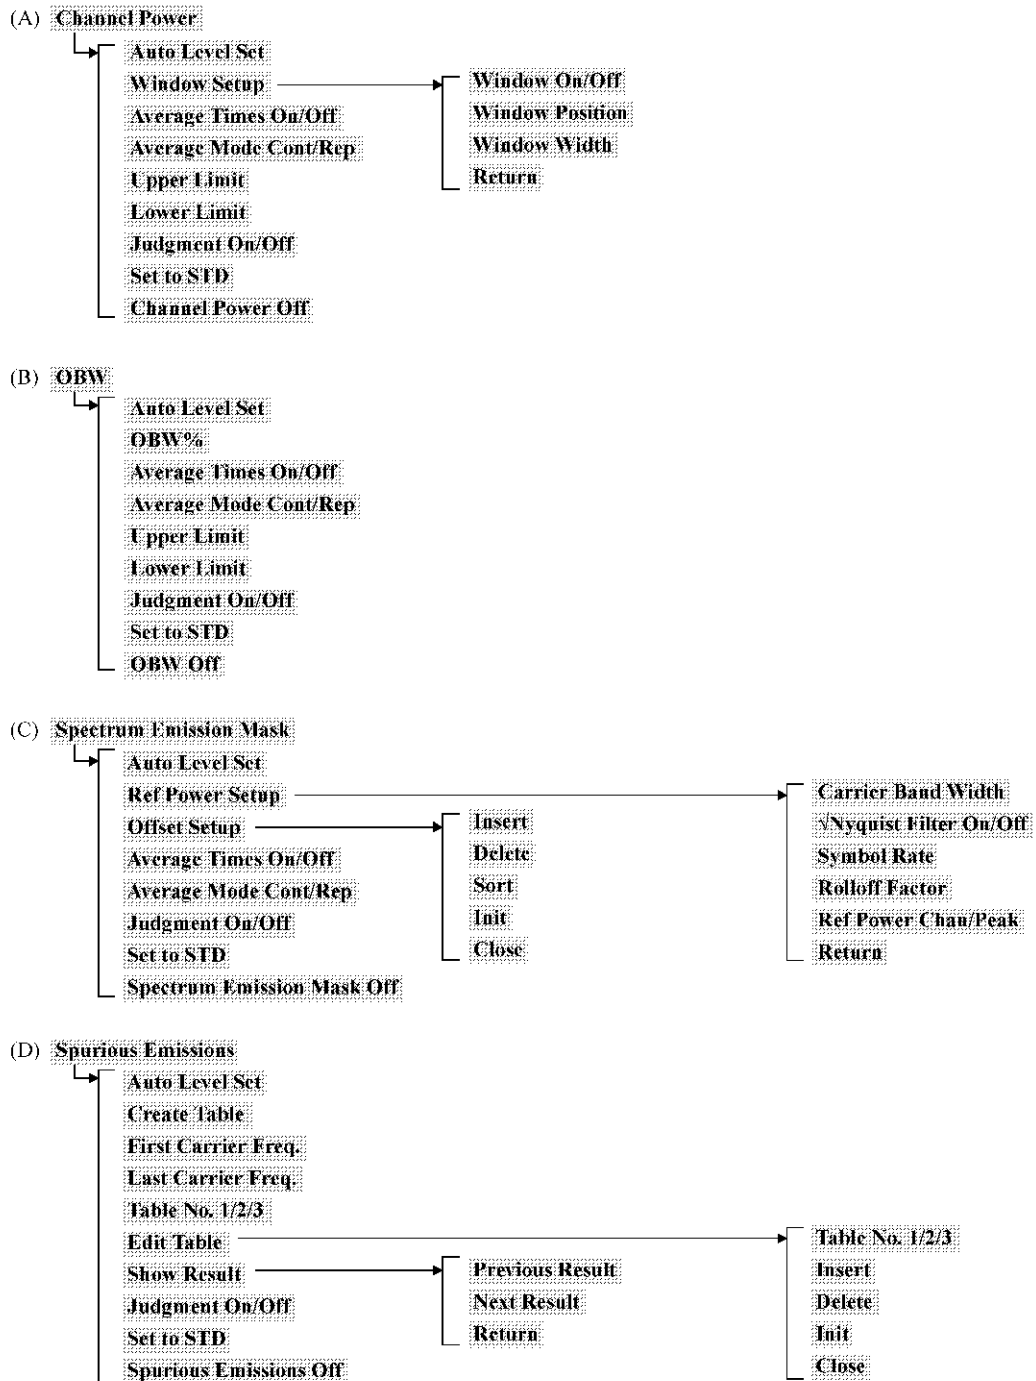 (A) Channel Power
Auto Level Set
Window Setup
Average Times On/Off
Average Mode Cont/Rep
Upper Limit
Lower Limit
Judgment On/Off
Set to STD
Channel Power Off
Window On/Off
Window Position
Window Width
Return
(B) OBW
Auto Level Set
OBW%
Average Times On/Off
Average Mode Cont/Rep
Upper Limit
Lower Limit
Judgment On/Off
Set to STD
OBW Off
(C) Spectrum Emission Mask
Auto Level Set
Ref Power Setup
Offset Setup
Average Times On/Off
Average Mode Cont/Rep
Judgment On/Off
Set to STD
Spectrum Emission Mask Off
Insert
Delete
Sort
Init
Close
Carrier Band Width
√Nyquist Filter On/Off
Symbol Rate
Rolloff Factor
Ref Power Chan/Peak
Return
(D) Spurious Emissions
Auto Level Set
Create Table
First Carrier Freq.
Last Carrier Freq.
Table No. 1/2/3
Edit Table
Show Result
Judgment On/Off
Set to STD
Spurious Emissions Off
Previous Result
Next Result
Return
Table No. 1/2/3
Insert
Delete
Init
Close